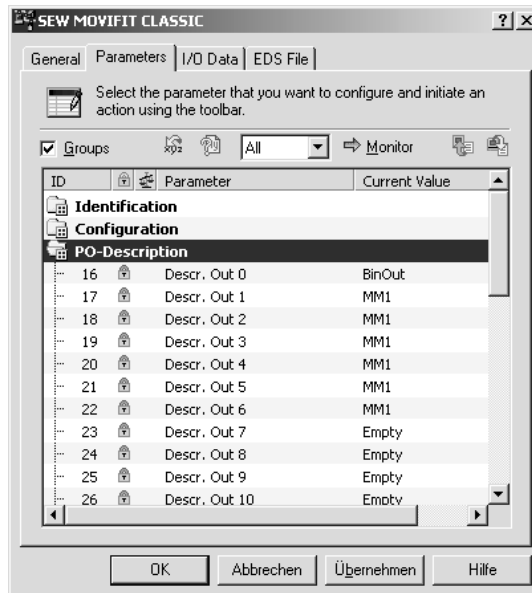 SEW MOVIFIT CLASSIC
General Parameters I/O Data EDS File
Select the parameter that you want to configure and initiate an
action using the toolbar.
Groups All Monitor
ID Parameter Current Value
Identification
Configuration
PO-Description
16 Descr. Out 0 BinOut
17 Descr. Out 1 MM1
18 Descr. Out 2 MM1
19 Descr. Out 3 MM1
20 Descr. Out 4 MM1
21 Descr. Out 5 MM1
22 Descr. Out 6 MM1
23 Descr. Out 7 Empty
24 Descr. Out 8 Empty
25 Descr. Out 9 Empty
26 Descr. Out 10 Empty
OK Abbrechen Übernehmen Hilfe